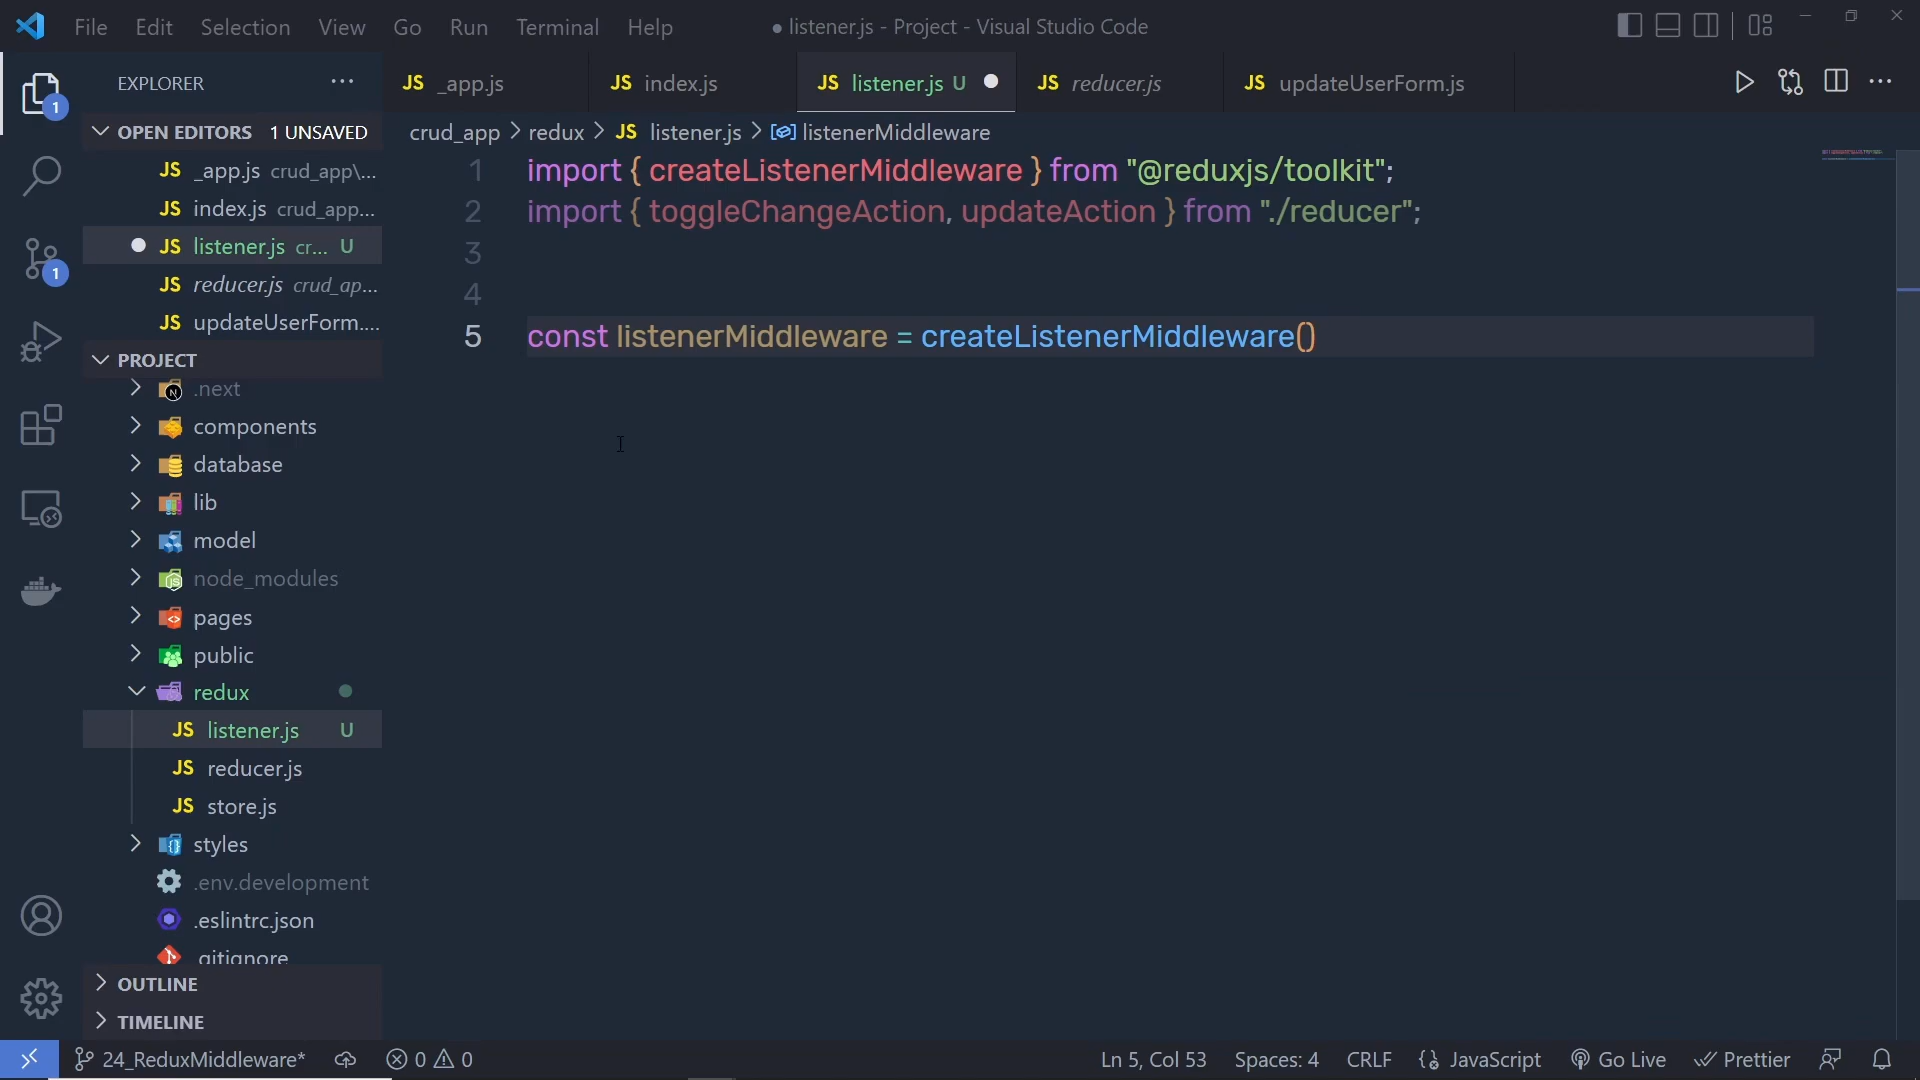 File Edit Selection View Go Run Terminal Help
● listener.js - Project - Visual Studio Code
EXPLORER ...
OPEN EDITORS 1 UNSAVED
JS _app.js crud_app\...
JS index.js crud_app...
● JS listener.js cr... U
JS reducer.js crud_ap...
JS updateUserForm....
PROJECT
.next
components
database
lib
model
node_modules
pages
public
redux
JS listener.js U
JS reducer.js
JS store.js
styles
.env.development
.eslintrc.json
.gitignore
OUTLINE
TIMELINE
1
1
JS _app.js JS index.js JS listener.js U ● JS reducer.js JS updateUserForm.js
crud_app > redux > JS listener.js > listenerMiddleware
1 import { createListenerMiddleware } from "@reduxjs/toolkit";
2 import { toggleChangeAction, updateAction } from "./reducer";
3
4
5 const listenerMiddleware = createListenerMiddleware()
24_ReduxMiddleware* 0 0 Ln 5, Col 53 Spaces: 4 CRLF JavaScript Go Live Prettier